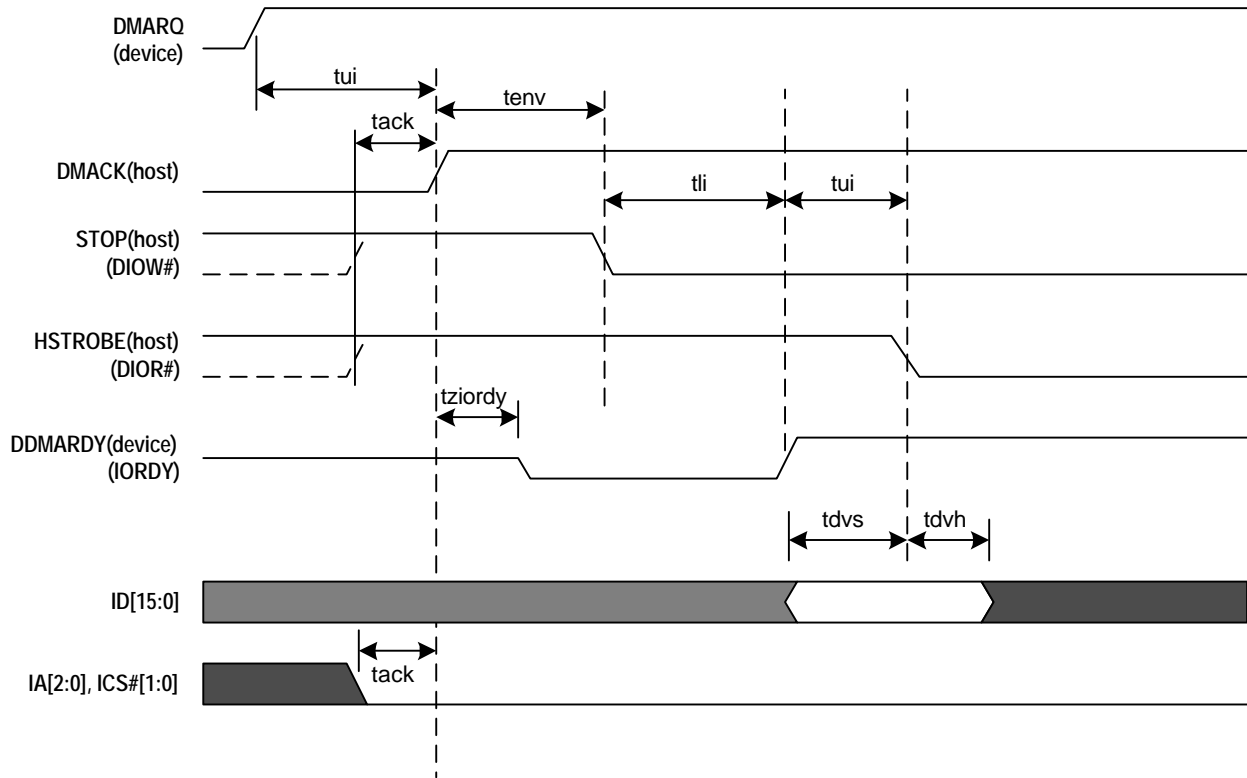 DMARQ
(device)
tui
tenv
tack
DMACK(host)
tli
tui
STOP(host)
(DIOW#)
HSTROBE(host)
(DIOR#)
tziordy
DDMARDY(device)
(IORDY)
tdvs
tdvh
ID[15:0]
IA[2:0], ICS#[1:0]
tack